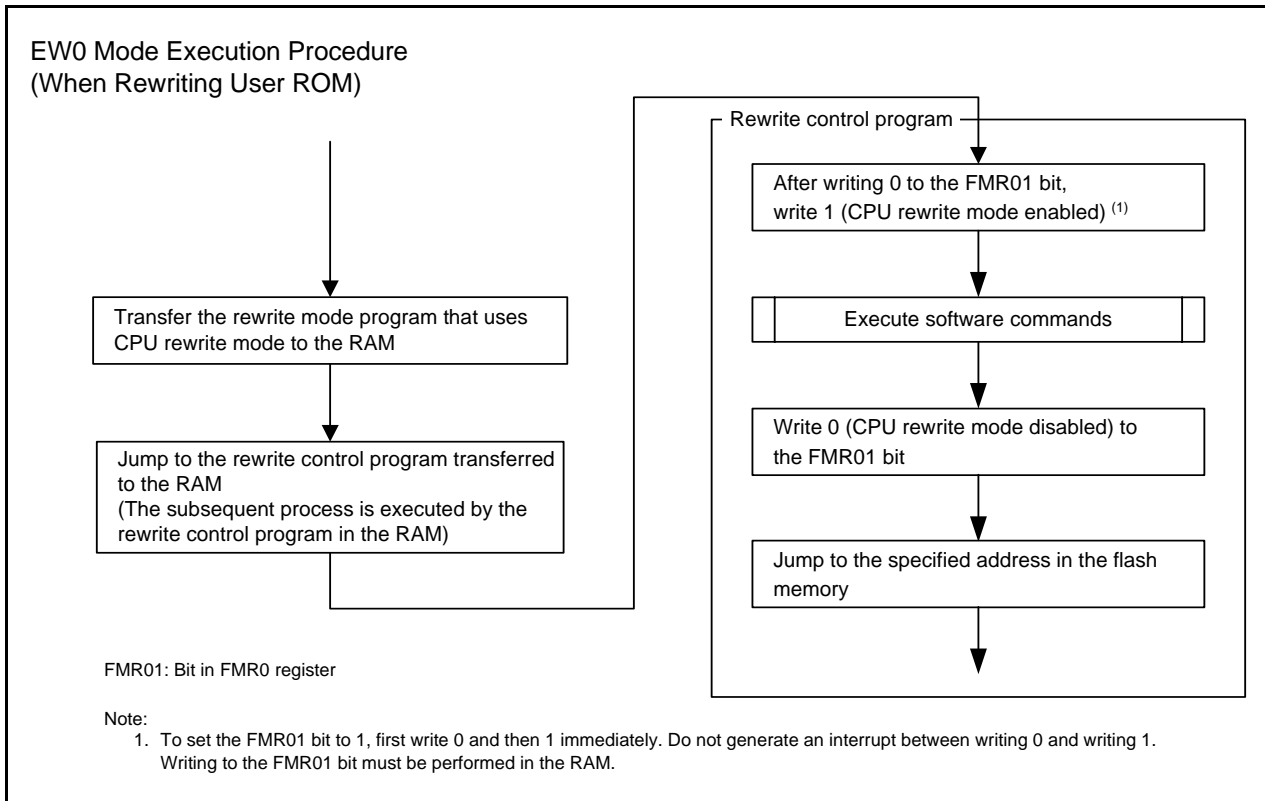 EW0 Mode Execution Procedure
(When Rewriting User ROM)
Transfer the rewrite mode program that uses
CPU rewrite mode to the RAM
Jump to the rewrite control program transferred
to the RAM
(The subsequent process is executed by the
rewrite control program in the RAM)
Rewrite control program
After writing 0 to the FMR01 bit,
write 1 (CPU rewrite mode enabled) (1)
Execute software commands
Write 0 (CPU rewrite mode disabled) to
the FMR01 bit
Jump to the specified address in the flash
memory
FMR01: Bit in FMR0 register
Note:
1. To set the FMR01 bit to 1, first write 0 and then 1 immediately. Do not generate an interrupt between writing 0 and writing 1.
Writing to the FMR01 bit must be performed in the RAM.